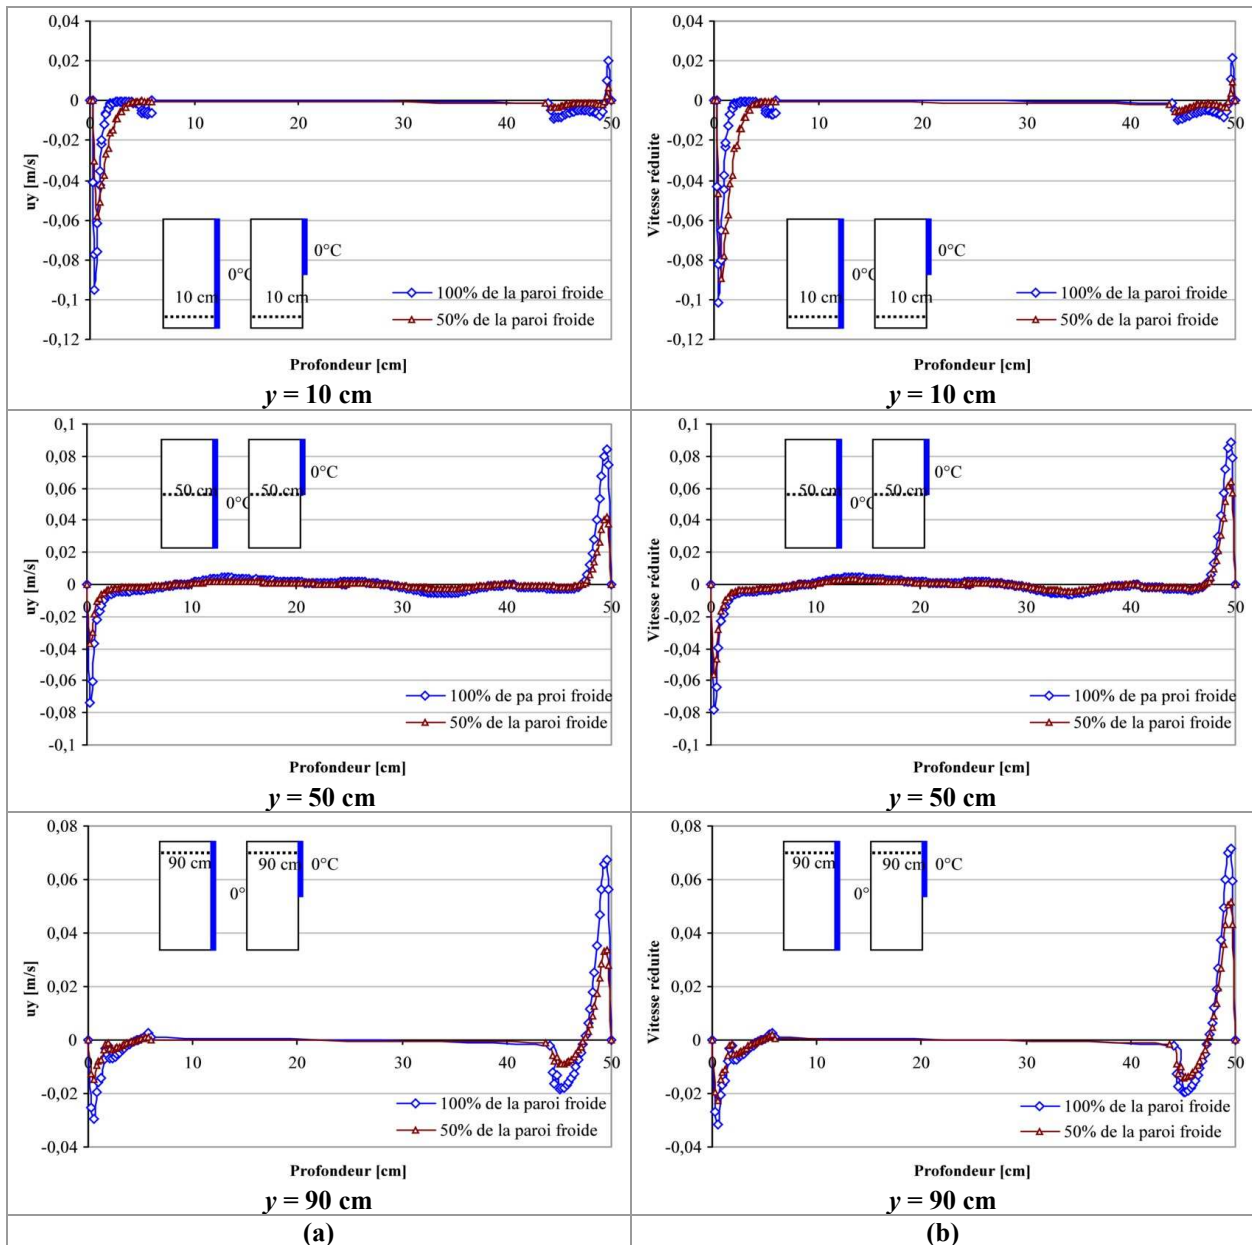 0,04
0,02
0
-0,02
-0,04
-0,06
-0,08
-0,1
-0,12
uy [m/s]
0 10 20 30 40 50
0°C
0°C
10 cm 10 cm
100% de la paroi froide
50% de la paroi froide
Profondeur [cm]
y = 10 cm
0,04
0,02
0
-0,02
-0,04
-0,06
-0,08
-0,1
-0,12
Vitesse réduite
0 10 20 30 40 50
0°C
0°C
10 cm 10 cm
100% de la paroi froide
50% de la paroi froide
Profondeur [cm]
y = 10 cm
0,1
0,08
0,06
0,04
0,02
0
-0,02
-0,04
-0,06
-0,08
-0,1
uy [m/s]
0 10 20 30 40 50
0°C
50 cm 50 cm
0°C
100% de pa proi froide
50% de la paroi froide
Profondeur [cm]
y = 50 cm
0,1
0,08
0,06
0,04
0,02
0
-0,02
-0,04
-0,06
-0,08
-0,1
Vitesse réduite
0 10 20 30 40 50
0°C
50 cm 50 cm
0°C
100% de pa proi froide
50% de la paroi froide
Profondeur [cm]
y = 50 cm
0,08
0,06
0,04
0,02
0
-0,02
-0,04
uy [m/s]
0 10 20 30 40 50
90 cm 90 cm 0°C
0°
100% de la paroi froide
50% de la paroi froide
Profondeur [cm]
y = 90 cm
0,08
0,06
0,04
0,02
0
-0,02
-0,04
Vitesse réduite
0 10 20 30 40 50
90 cm 90 cm 0°C
0°
100% de la paroi froide
50% de la paroi froide
Profondeur [cm]
y = 90 cm
(a) (b)